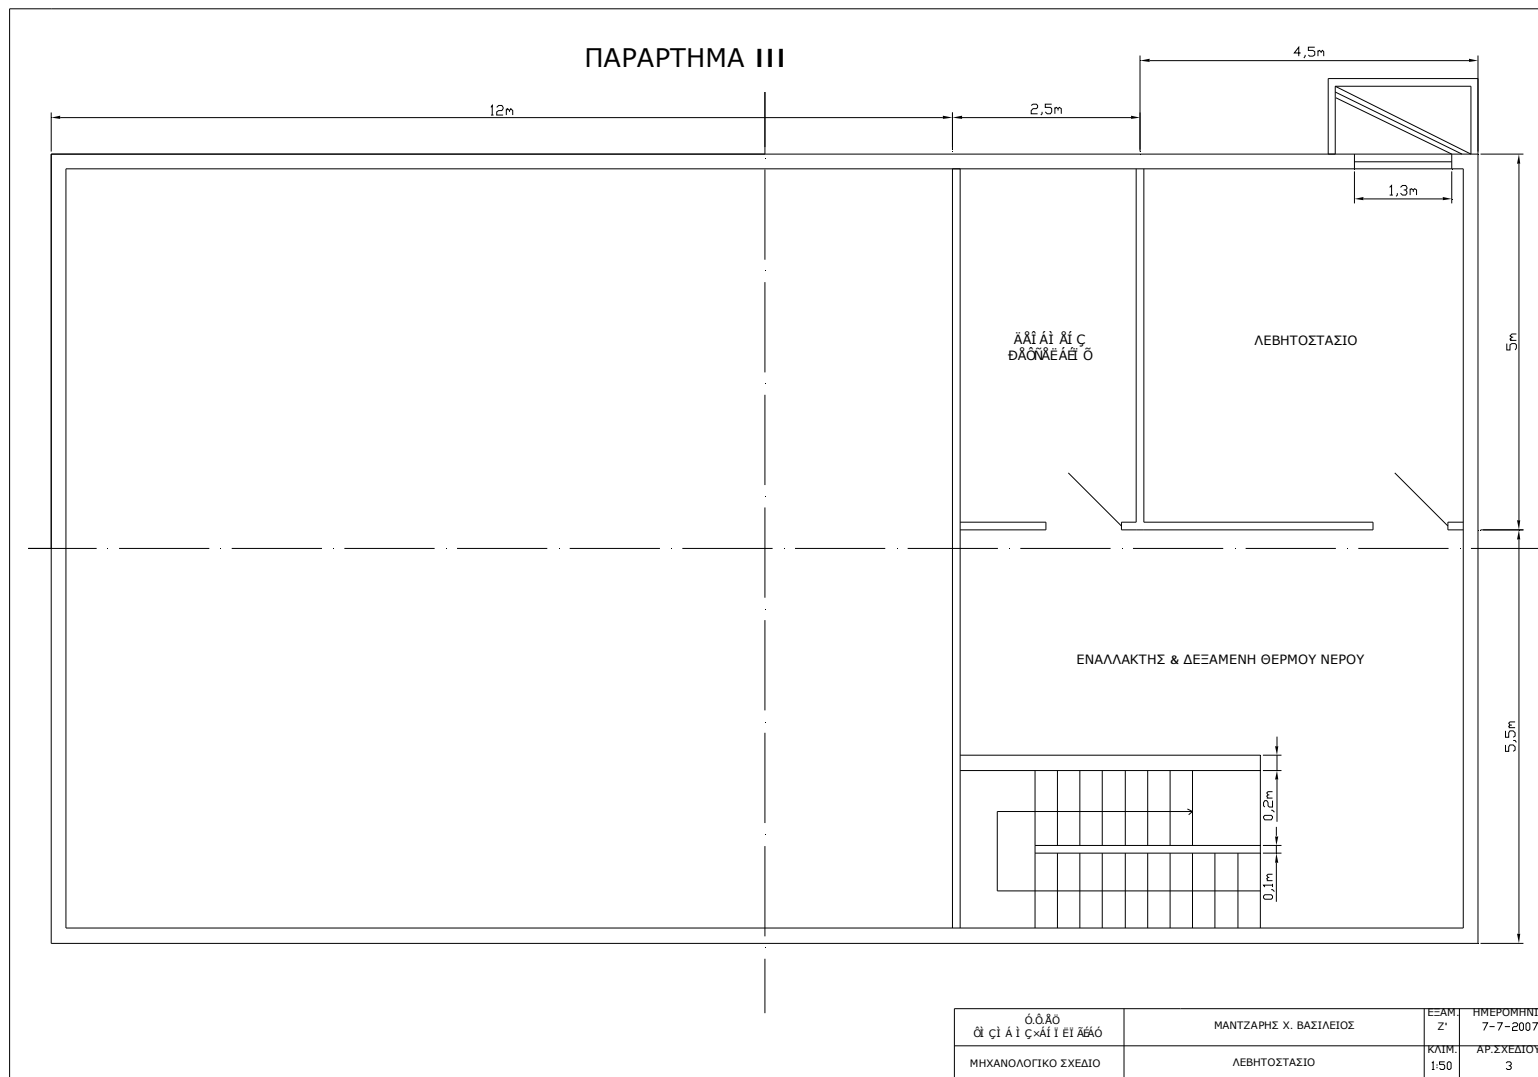 ΠΑΡΑΡΤΗΜΑ III
4,5m
12m
2,5m
1,3m
ΛΕΒΗΤΟΣΤΑΣΙΟ
5m
ΕΝΑΛΛΑΚΤΗΣ & ΔΕΞΑΜΕΝΗ ΘΕΡΜΟΥ ΝΕΡΟΥ
5,5m
0,2m
0,1m
ΜΑΝΤΖΑΡΗΣ Χ. ΒΑΣΙΛΕΙΟΣ
ΕΞΑΜ.
Ζ'
ΗΜΕΡΟΜΗΝΙ
7-7-2007
ΜΗΧΑΝΟΛΟΓΙΚΟ ΣΧΕΔΙΟ
ΛΕΒΗΤΟΣΤΑΣΙΟ
ΚΛΙΜ.
1:50
ΑΡ.ΣΧΕΔΙΟΥ
3